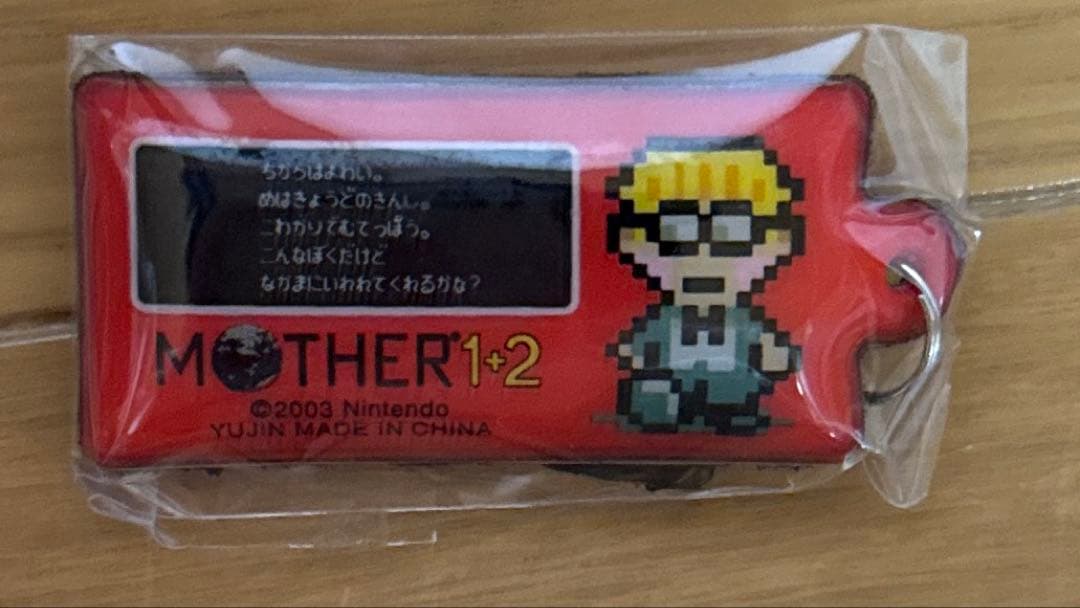 ちからはよわい。
めはきょうどのきんし。
こわがりでむてっぽう。
こんなぼくだけど
なかまにいれてくれるかな?
MOTHER 1+2
©2003 Nintendo
YUJIN MADE IN CHINA